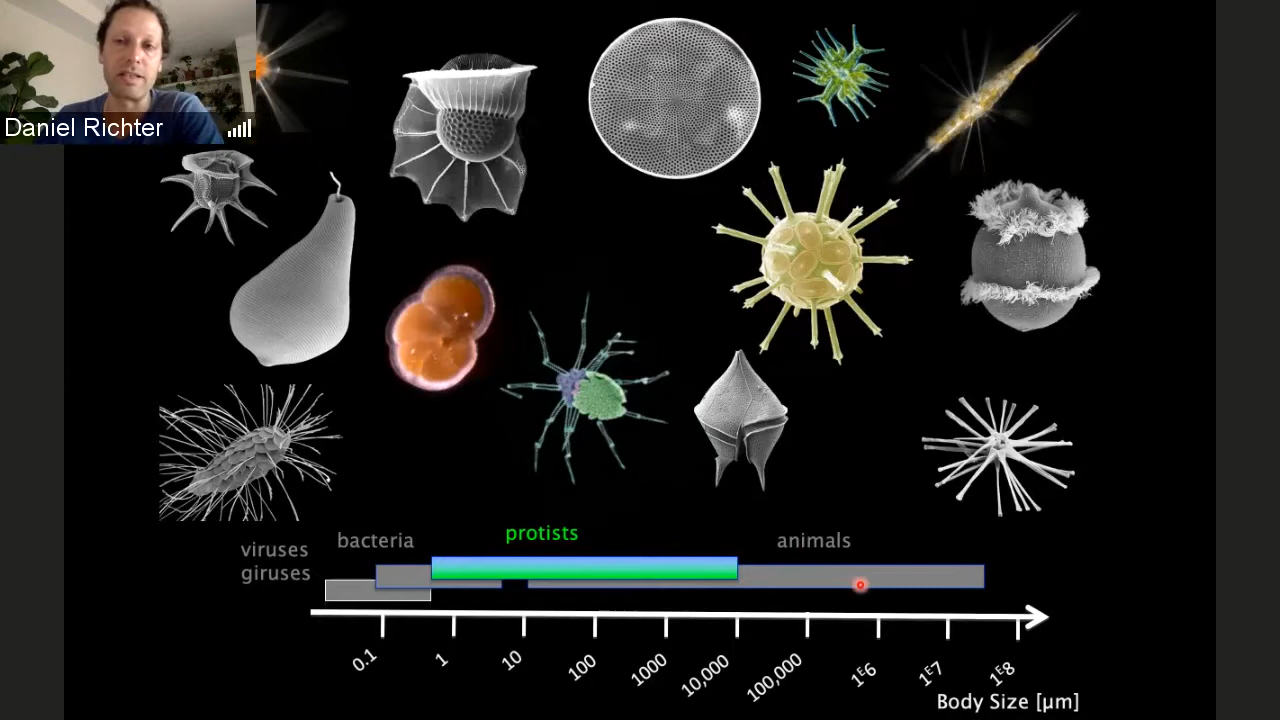 Daniel Richter
viruses
giruses
bacteria
protists
animals
0.1
1
10
100
1000
10,000
100,000
1ᴱ6
1ᴱ7
1ᴱ8
Body Size [µm]